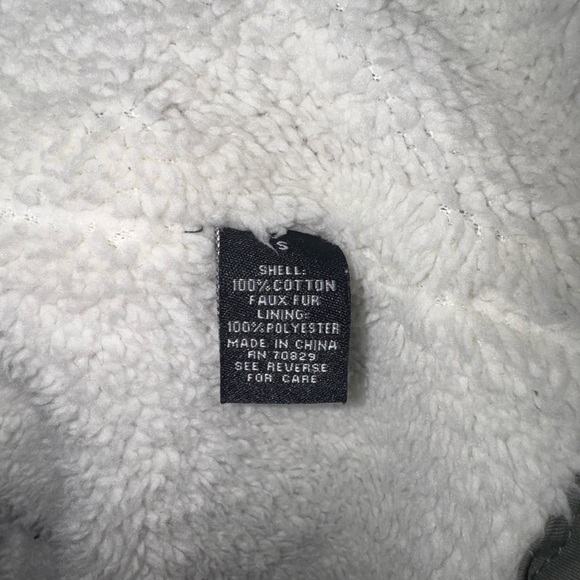 S
SHELL:
100% COTTON
FAUX FUR
LINING:
100% POLYESTER
MADE IN CHINA
RN 70829
SEE REVERSE
FOR CARE